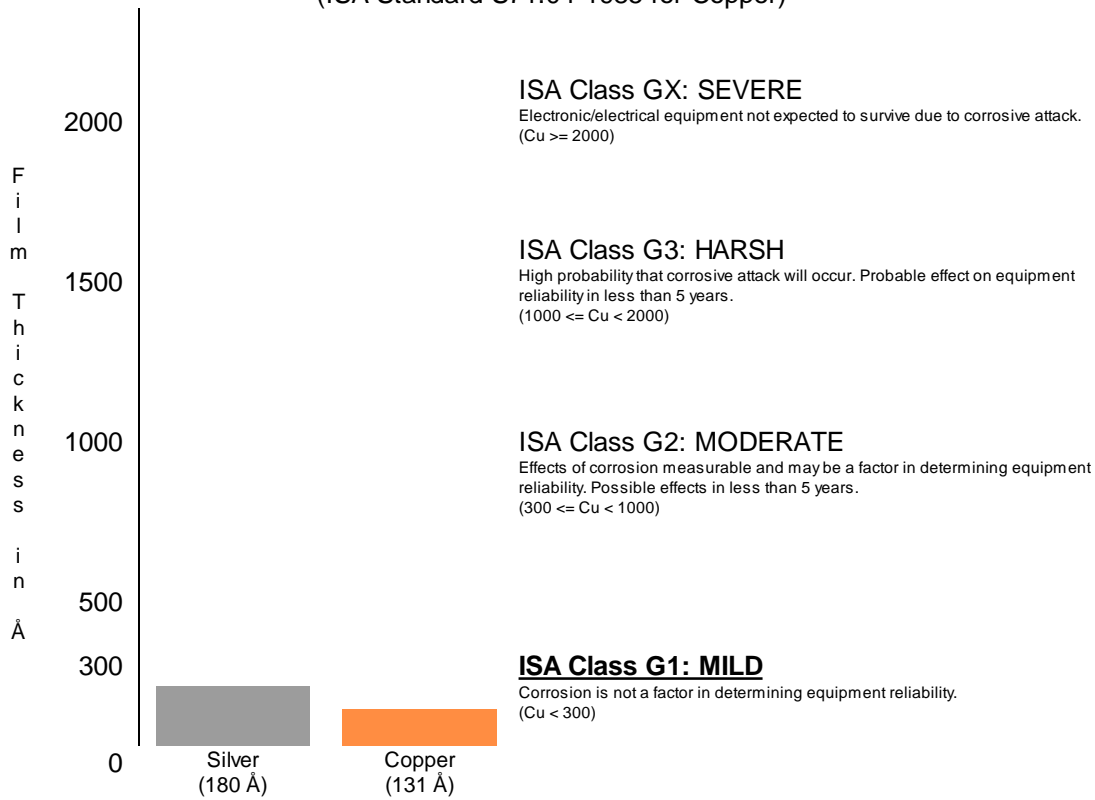 (ISA Standard for Copper)
Film Thickness in Å
2000
1500
1000
500
300
0
ISA Class GX: SEVERE
Electronic/electrical equipment not expected to survive due to corrosive attack.
(Cu >= 2000)
ISA Class G3: HARSH
High probability that corrosive attack will occur. Probable effect on equipment
reliability in less than 5 years.
(1000 <= Cu < 2000)
ISA Class G2: MODERATE
Effects of corrosion measurable and may be a factor in determining equipment
reliability. Possible effects in less than 5 years.
(300 <= Cu < 1000)
ISA Class G1: MILD
Corrosion is not a factor in determining equipment reliability.
(Cu < 300)
Silver
(180 Å)
Copper
(131 Å)